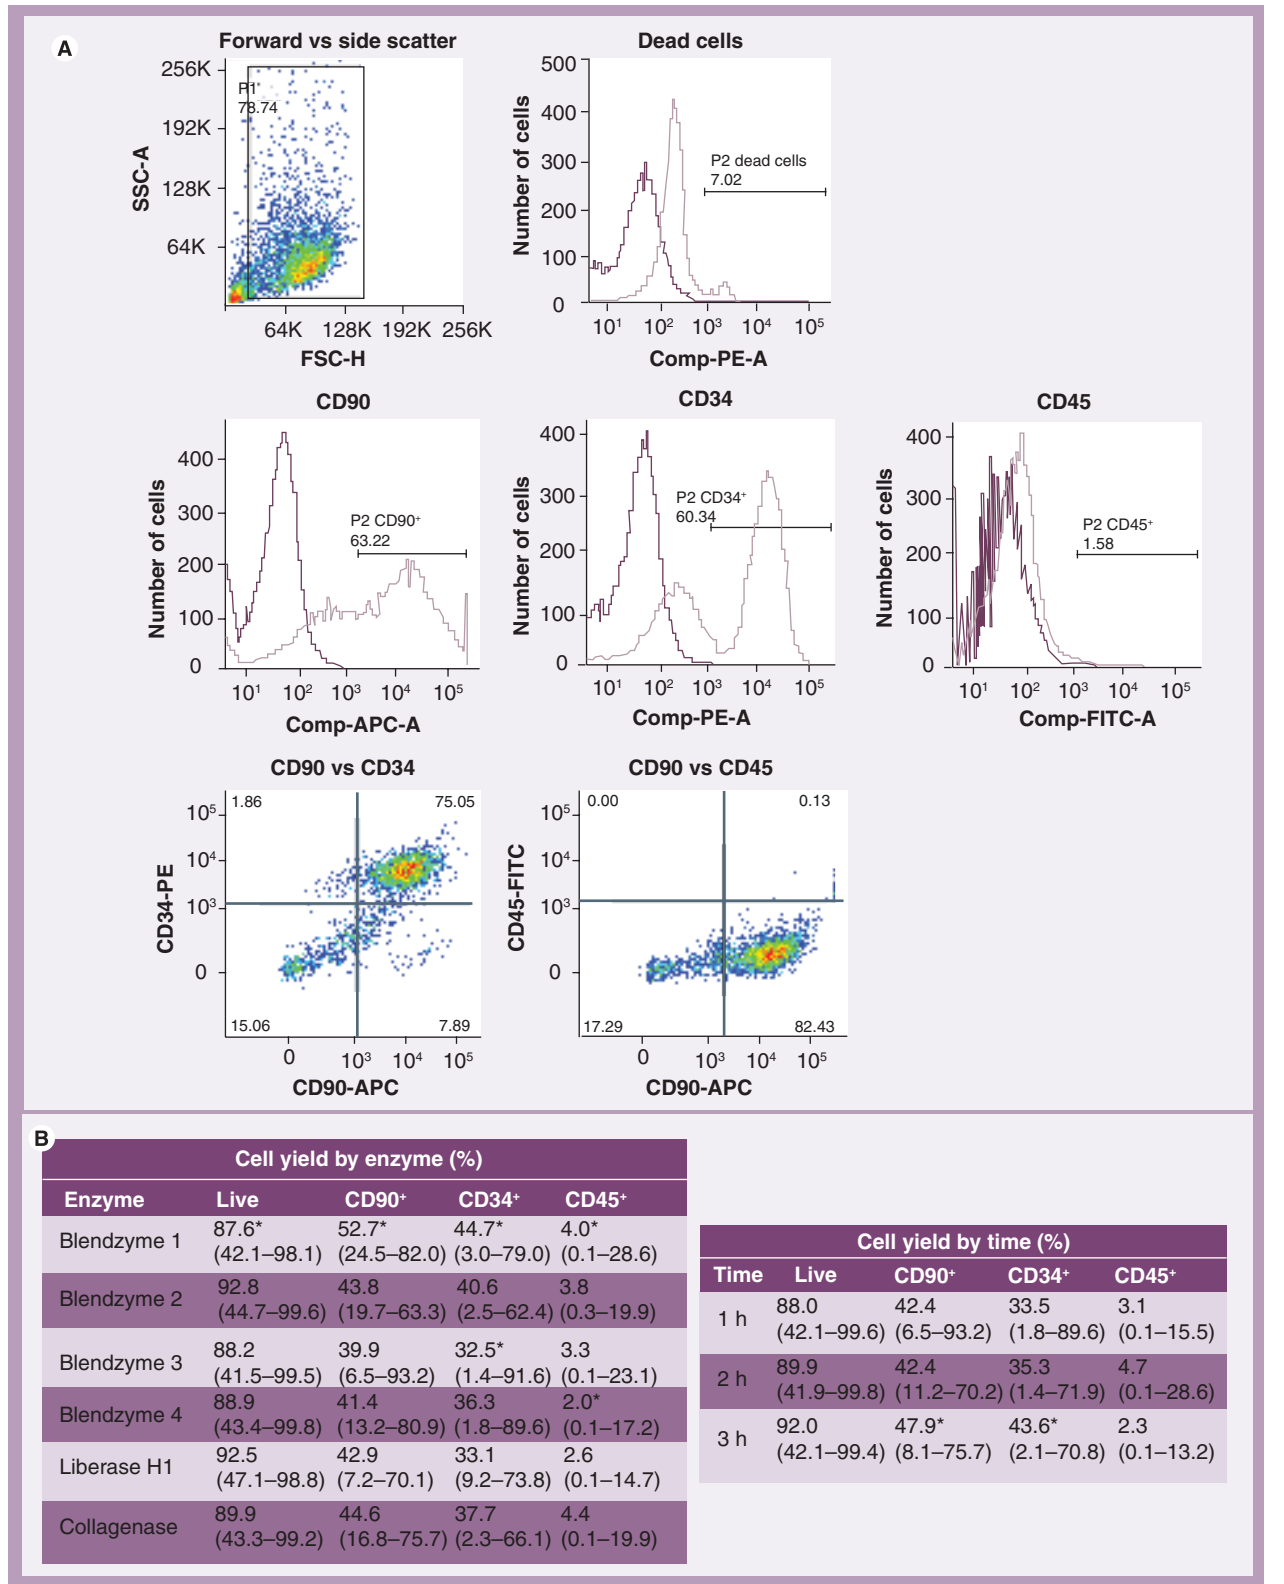 A
Forward vs side scatter
256K
192K
128K
64K
SSC-A
P1
78.74
64K 128K 192K 256K
FSC-H
Dead cells
500
400
300
200
100
0
Number of cells
P2 dead cells
7.02
10¹ 10² 10³ 10⁴ 10⁵
Comp-PE-A
CD90
400
300
200
100
0
Number of cells
P2 CD90⁺
63.22
10¹ 10² 10³ 10⁴ 10⁵
Comp-APC-A
CD34
400
300
200
100
0
Number of cells
P2 CD34⁺
60.34
10¹ 10² 10³ 10⁴ 10⁵
Comp-PE-A
CD45
400
300
200
100
0
Number of cells
P2 CD45⁺
1.58
10¹ 10² 10³ 10⁴ 10⁵
Comp-FITC-A
CD90 vs CD34
10⁵
10⁴
10³
0
CD34-PE
1.86 75.05
15.06 7.89
0 10³ 10⁴ 10⁵
CD90-APC
CD90 vs CD45
10⁵
10⁴
10³
0
CD45-FITC
0.00 0.13
17.29 82.43
0 10³ 10⁴ 10⁵
CD90-APC
B
Cell yield by enzyme (%)
Enzyme Live CD90⁺ CD34⁺ CD45⁺
Blendzyme 1
87.6* 52.7* 44.7* 4.0*
(42.1–98.1) (24.5–82.0) (3.0–79.0) (0.1–28.6)
Blendzyme 2
92.8 43.8 40.6 3.8
(44.7–99.6) (19.7–63.3) (2.5–62.4) (0.3–19.9)
Blendzyme 3
88.2 39.9 32.5* 3.3
(41.5–99.5) (6.5–93.2) (1.4–91.6) (0.1–23.1)
Blendzyme 4
88.9 41.4 36.3 2.0*
(43.4–99.8) (13.2–80.9) (1.8–89.6) (0.1–17.2)
Liberase H1
92.5 42.9 33.1 2.6
(47.1–98.8) (7.2–70.1) (9.2–73.8) (0.1–14.7)
Collagenase
89.9 44.6 37.7 4.4
(43.3–99.2) (16.8–75.7) (2.3–66.1) (0.1–19.9)
Cell yield by time (%)
Time Live CD90⁺ CD34⁺ CD45⁺
1 h
88.0 42.4 33.5 3.1
(42.1–99.6) (6.5–93.2) (1.8–89.6) (0.1–15.5)
2 h
89.9 42.4 35.3 4.7
(41.9–99.8) (11.2–70.2) (1.4–71.9) (0.1–28.6)
3 h
92.0 47.9* 43.6* 2.3
(42.1–99.4) (8.1–75.7) (2.1–70.8) (0.1–13.2)